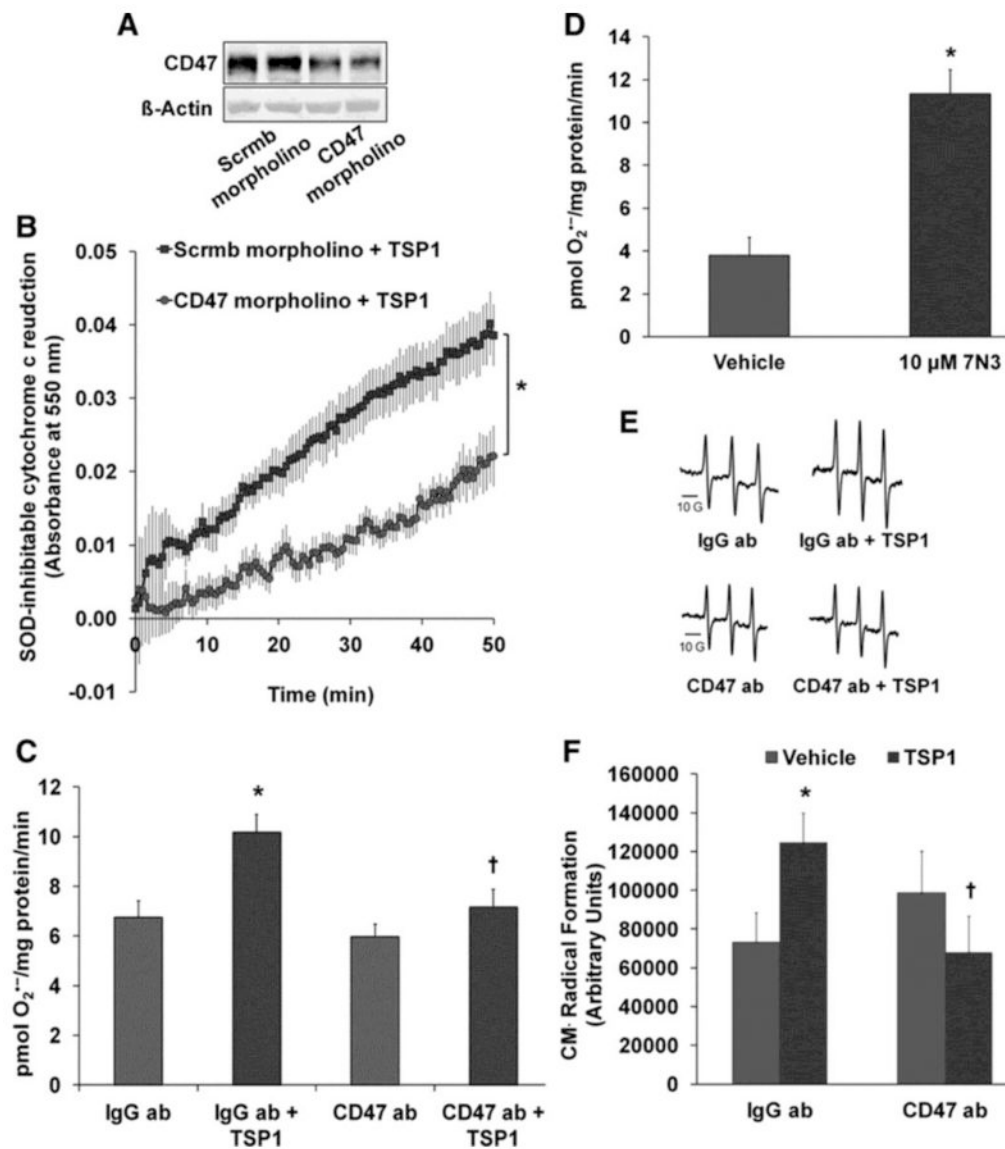 A
CD47
ß-Actin
Scrmb
morpholino
CD47
morpholino
B
SOD-inhibitable cytochrome c reudction
(Absorbance at 550 nm)
0.05
0.04
0.03
0.02
0.01
0.00
-0.01
Scrmb morpholino + TSP1
CD47 morpholino + TSP1
*
0 10 20 30 40 50
Time (min)
C
pmol O₂•−/mg protein/min
12
10
8
6
4
2
0
*
†
IgG ab
IgG ab +
TSP1
CD47 ab
CD47 ab +
TSP1
D
pmol O₂•−/mg protein/min
14
12
10
8
6
4
2
0
*
Vehicle
10 µM 7N3
E
10 G
IgG ab
IgG ab + TSP1
10 G
CD47 ab
CD47 ab + TSP1
F
Vehicle TSP1
CM· Radical Formation
(Arbitrary Units)
160000
140000
120000
100000
80000
60000
40000
20000
0
*
†
IgG ab
CD47 ab